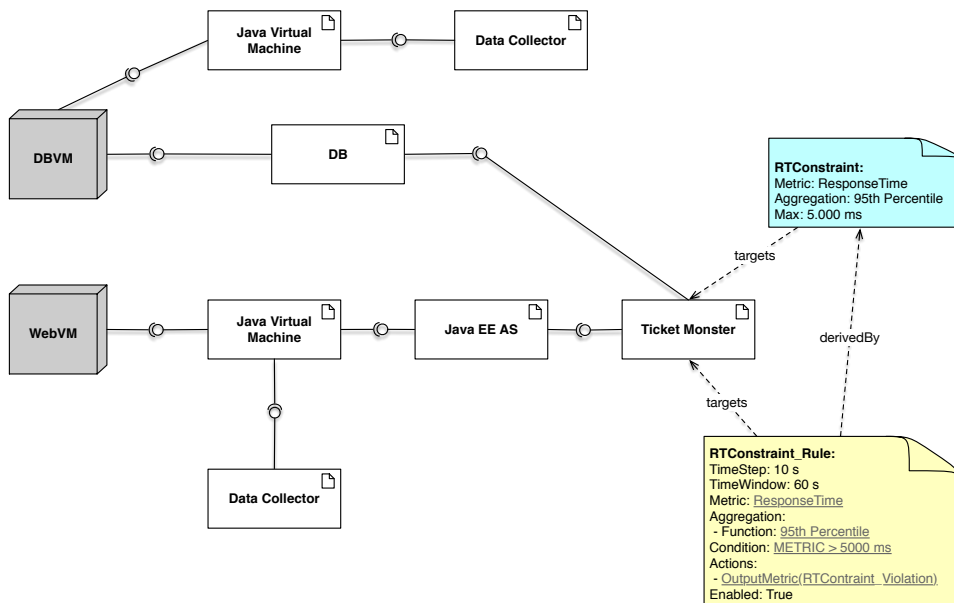 Java Virtual
Machine
Data Collector
DBVM
DB
RTConstraint:
Metric: ResponseTime
Aggregation: 95th Percentile
Max: 5.000 ms
targets
WebVM
Java Virtual
Machine
Java EE AS
Ticket Monster
derivedBy
targets
Data Collector
RTConstraint_Rule:
TimeStep: 10 s
TimeWindow: 60 s
Metric: ResponseTime
Aggregation:
- Function: 95th Percentile
Condition: METRIC > 5000 ms
Actions:
- OutputMetric(RTContraint_Violation)
Enabled: True